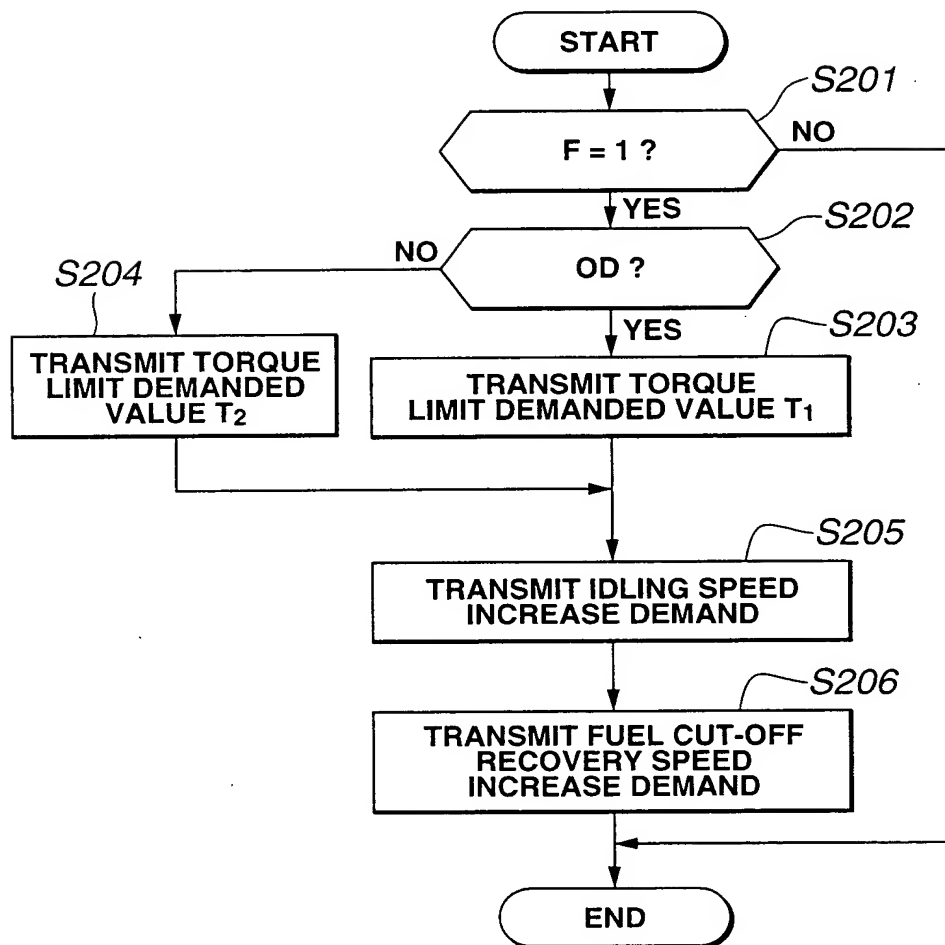 START
S201
F = 1 ?
NO
YES
S202
NO
OD ?
S204
YES
S203
TRANSMIT TORQUE
LIMIT DEMANDED
VALUE T2
TRANSMIT TORQUE
LIMIT DEMANDED VALUE T1
S205
TRANSMIT IDLING SPEED
INCREASE DEMAND
S206
TRANSMIT FUEL CUT-OFF
RECOVERY SPEED
INCREASE DEMAND
END